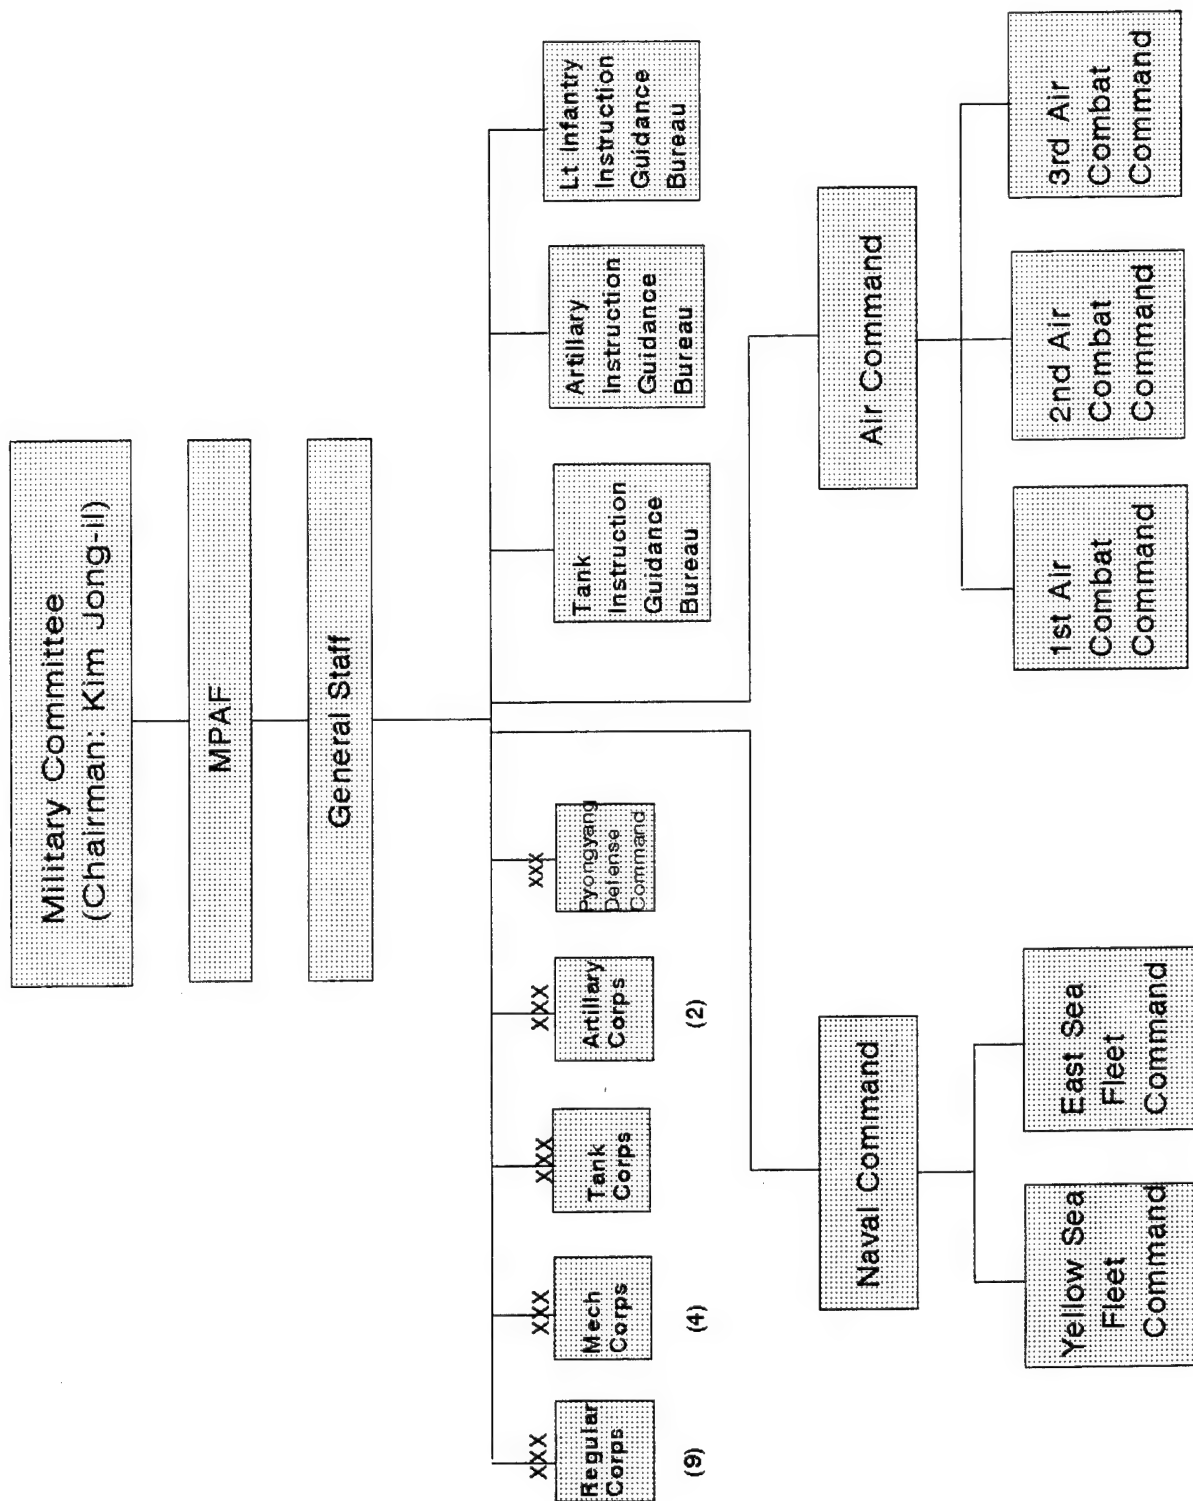 Military Committee
(Chairman: Kim Jong-il)
MPAF
General Staff
XXX
Regular
Corps
(9)
XXX
Mech
Corps
(4)
XXX
Tank
Corps
XXX
Artillary
Corps
(2)
XXX
Pyongyang
Defense
Command
Tank
Instruction
Guidance
Bureau
Artillary
Instruction
Guidance
Bureau
Lt Infantry
Instruction
Guidance
Bureau
Naval Command
Air Command
Yellow Sea
Fleet
Command
East Sea
Fleet
Command
1st Air
Combat
Command
2nd Air
Combat
Command
3rd Air
Combat
Command